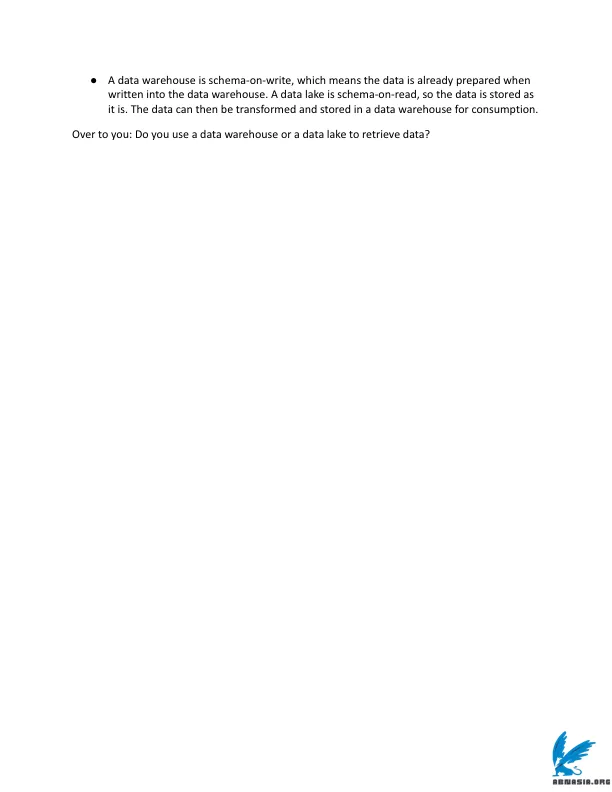 ● A data warehouse is schema-on-write, which means the data is already prepared when
written into the data warehouse. A data lake is schema-on-read, so the data is stored as
it is. The data can then be transformed and stored in a data warehouse for consumption.
Over to you: Do you use a data warehouse or a data lake to retrieve data?
ABNASIA.ORG